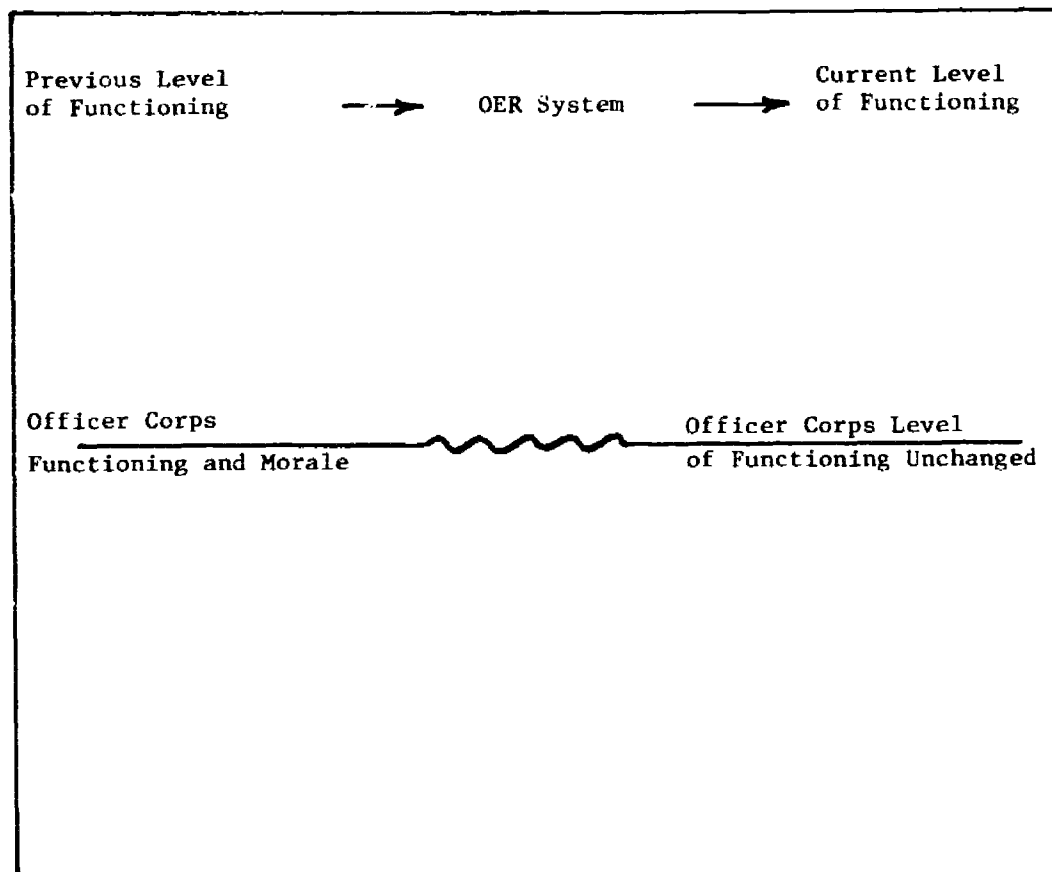 Previous Level
of Functioning
OER System
Current Level
of Functioning
Officer Corps
Functioning and Morale
Officer Corps Level
of Functioning Unchanged